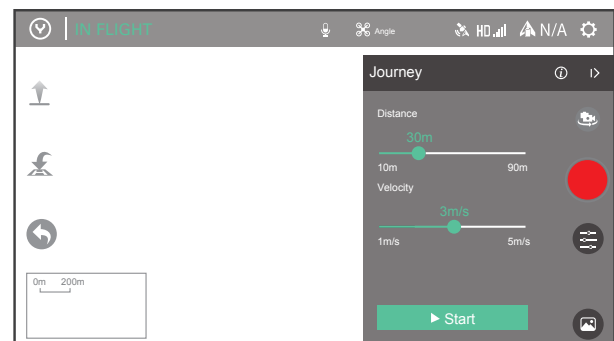 IN FLIGHT
Angle
HD
N/A
Journey
Distance
30m
10m 90m
Velocity
3m/s
1m/s 5m/s
0m 200m
Start